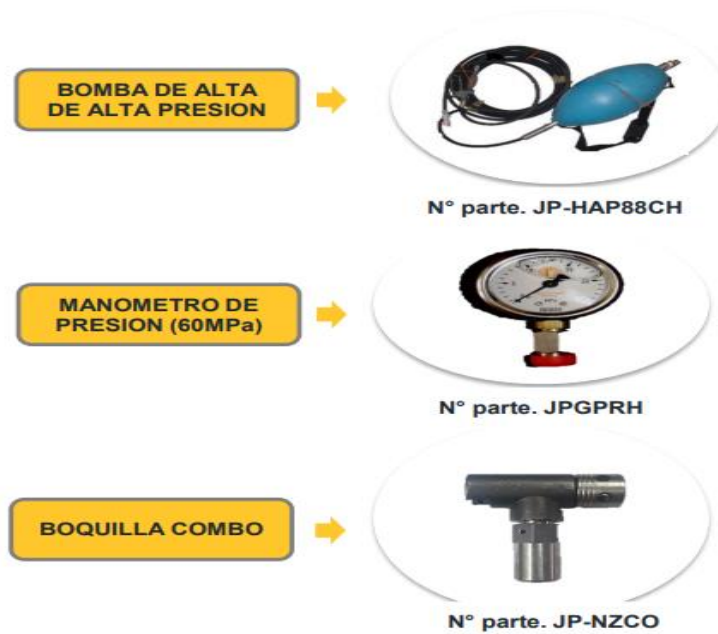 BOMBA DE ALTA
DE ALTA PRESION
N° parte. JP-HAP88CH
MANOMETRO DE
PRESION (60MPa)
N° parte. JPGPRH
BOQUILLA COMBO
N° parte. JP-NZCO